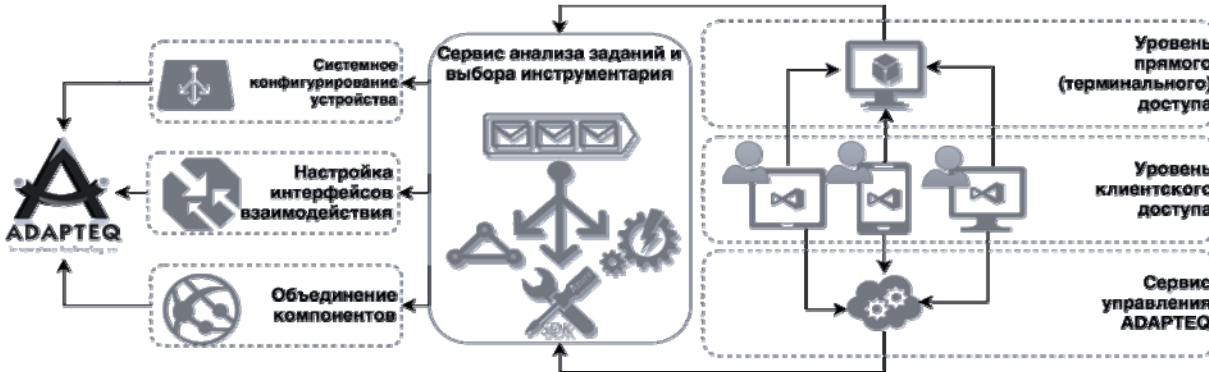 Системное
конфигурирование
устройства
Настройка
интерфейсов
взаимодействия
Объединение
компонентов
ADAPTEQ
Сервис анализа заданий и
выбора инструментария
SDK
Уровень
прямого
(терминального)
доступа
Уровень
клиентского
доступа
Сервис
управления
ADAPTEQ